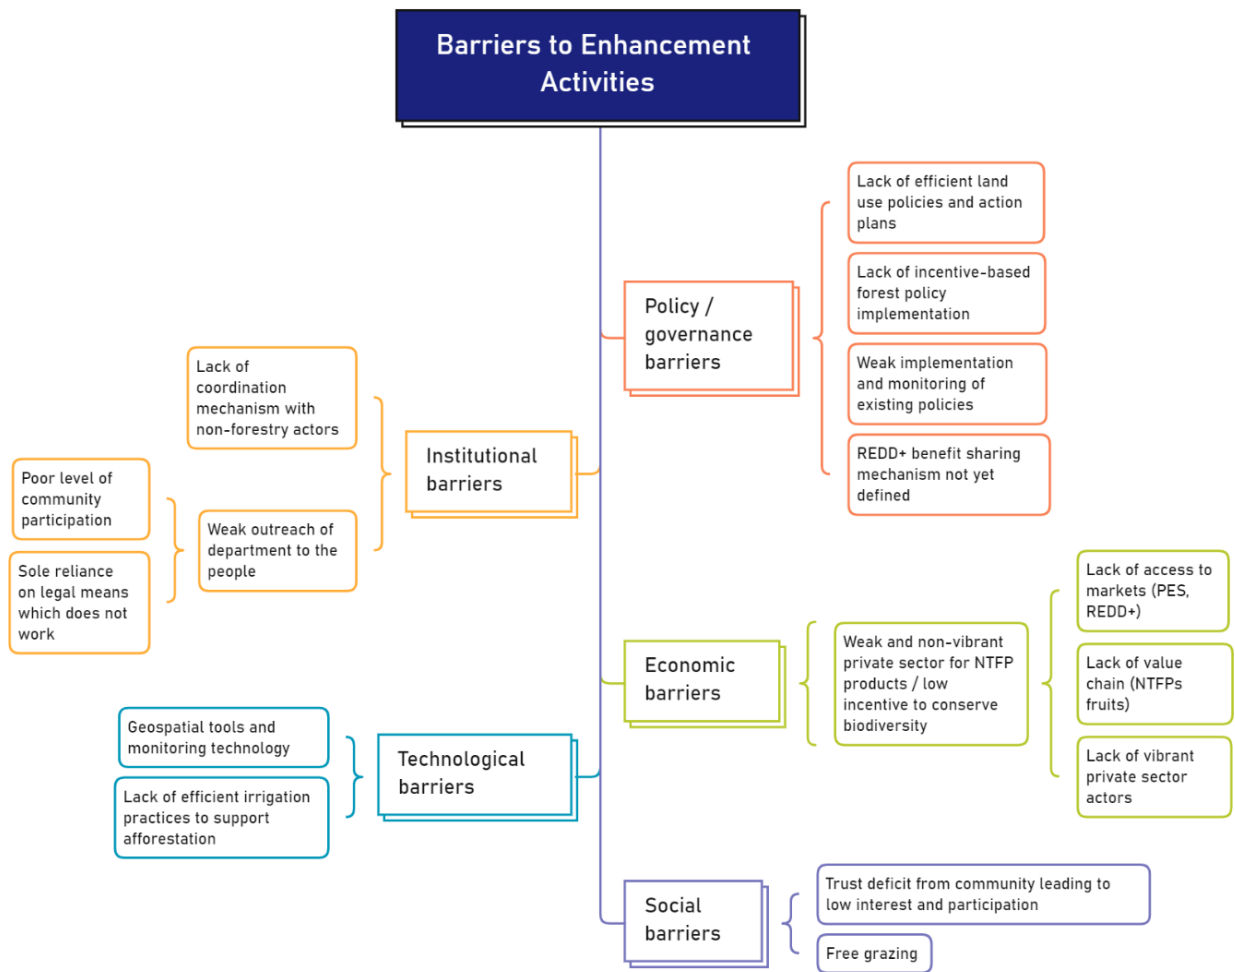 Barriers to Enhancement
Activities
Lack of efficient land
use policies and action
plans
Lack of incentive-based
forest policy
implementation
Policy /
governance
barriers
Weak implementation
and monitoring of
existing policies
REDD+ benefit sharing
mechanism not yet
defined
Lack of
coordination
mechanism with
non-forestry actors
Institutional
barriers
Poor level of
community
participation
Weak outreach of
department to the
people
Sole reliance
on legal means
which does not
work
Lack of access to
markets (PES,
REDD+)
Economic
barriers
Weak and non-vibrant
private sector for NTFP
products / low
incentive to conserve
biodiversity
Lack of value
chain (NTFPs
fruits)
Lack of vibrant
private sector
actors
Geospatial tools and
monitoring technology
Technological
barriers
Lack of efficient irrigation
practices to support
afforestation
Social
barriers
Trust deficit from community leading to
low interest and participation
Free grazing